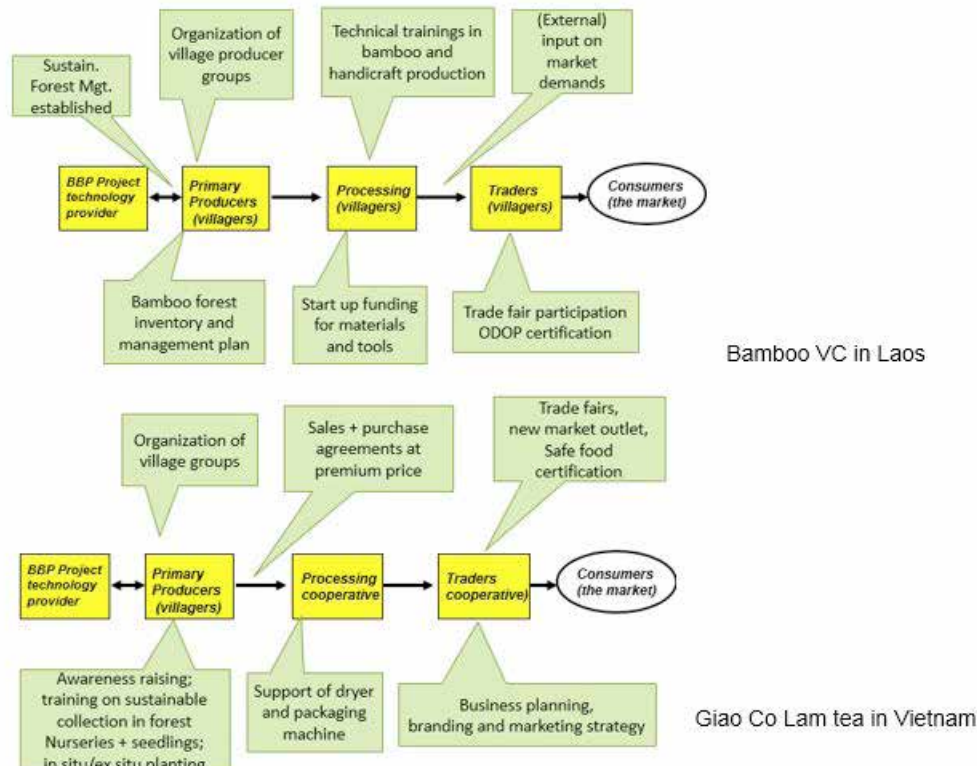 Sustain.
Forest Mgt.
established
Organization of
village producer
groups
Technical trainings in
bamboo and
handicraft production
(External)
input on
market
demands
BBP Project
technology
provider
Primary
Producers
(villagers)
Processing
(villagers)
Traders
(villagers)
Consumers
(the market)
Bamboo forest
inventory and
management plan
Start up funding
for materials
and tools
Trade fair participation
ODOP certification
Bamboo VC in Laos
Organization of
village groups
Sales + purchase
agreements at
premium price
Trade fairs,
new market outlet,
Safe food
certification
BBP Project
technology
provider
Primary
Producers
(villagers)
Processing
cooperative
Traders
cooperative)
Consumers
(the market)
Awareness raising;
training on sustainable
collection in forest
Nurseries + seedlings;
in situ/ex situ planting
Support of dryer
and packaging
machine
Business planning,
branding and marketing strategy
Giao Co Lam tea in Vietnam